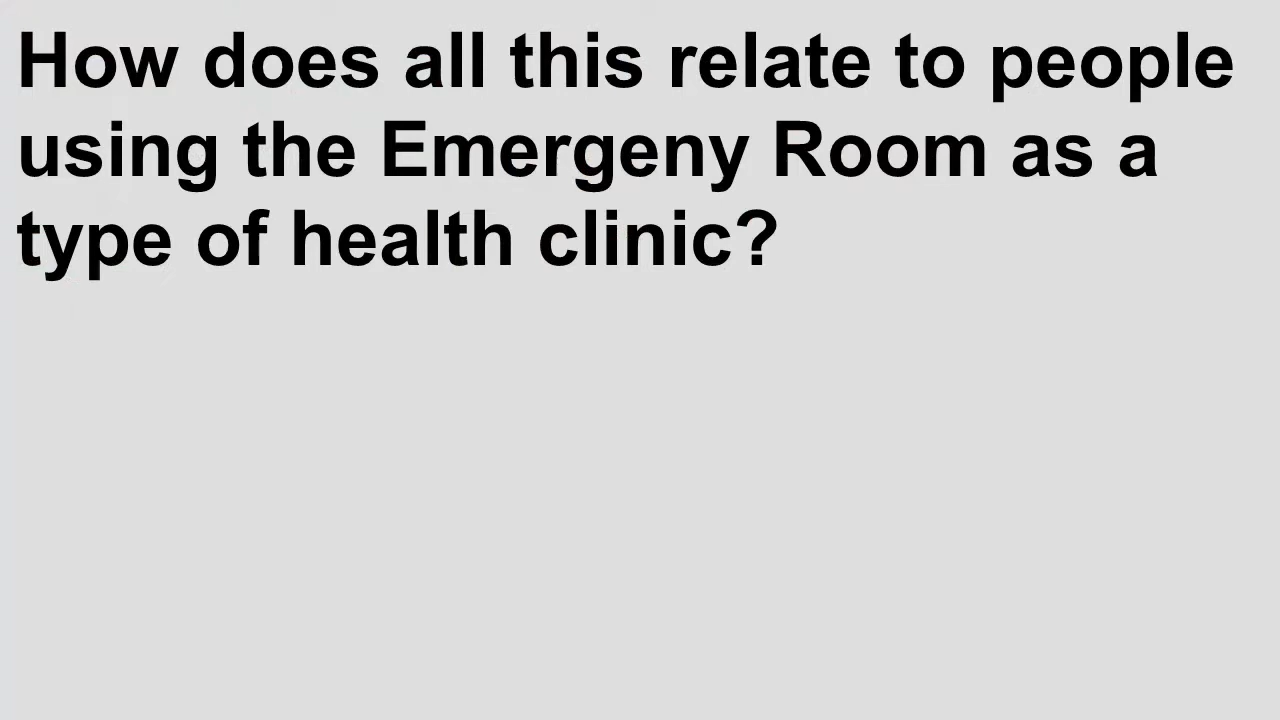 How does all this relate to people
using the Emergeny Room as a
type of health clinic?